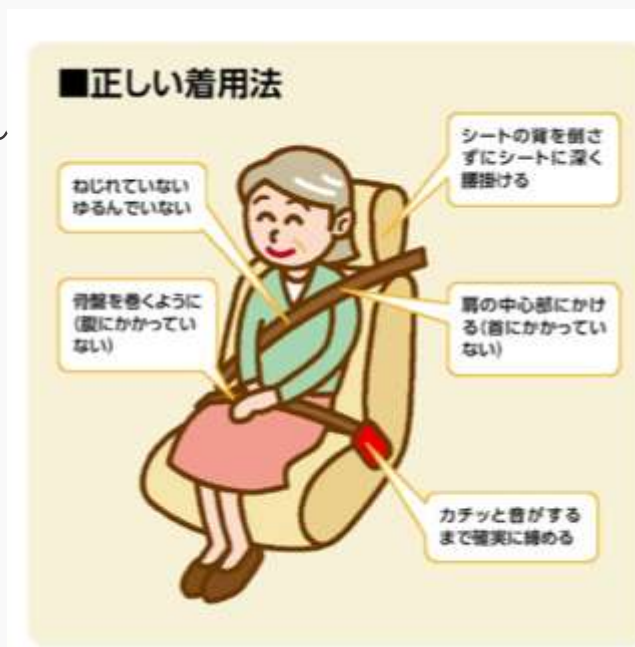 ■正しい着用法
シートの背を倒さ
ずにシートに深く
腰掛ける
ねじれていない
ゆるんでいない
骨盤を巻くように
(腹にかかってい
ない)
肩の中心部にかけ
る(首にかかってい
ない)
カチッと音がする
まで確実に締める